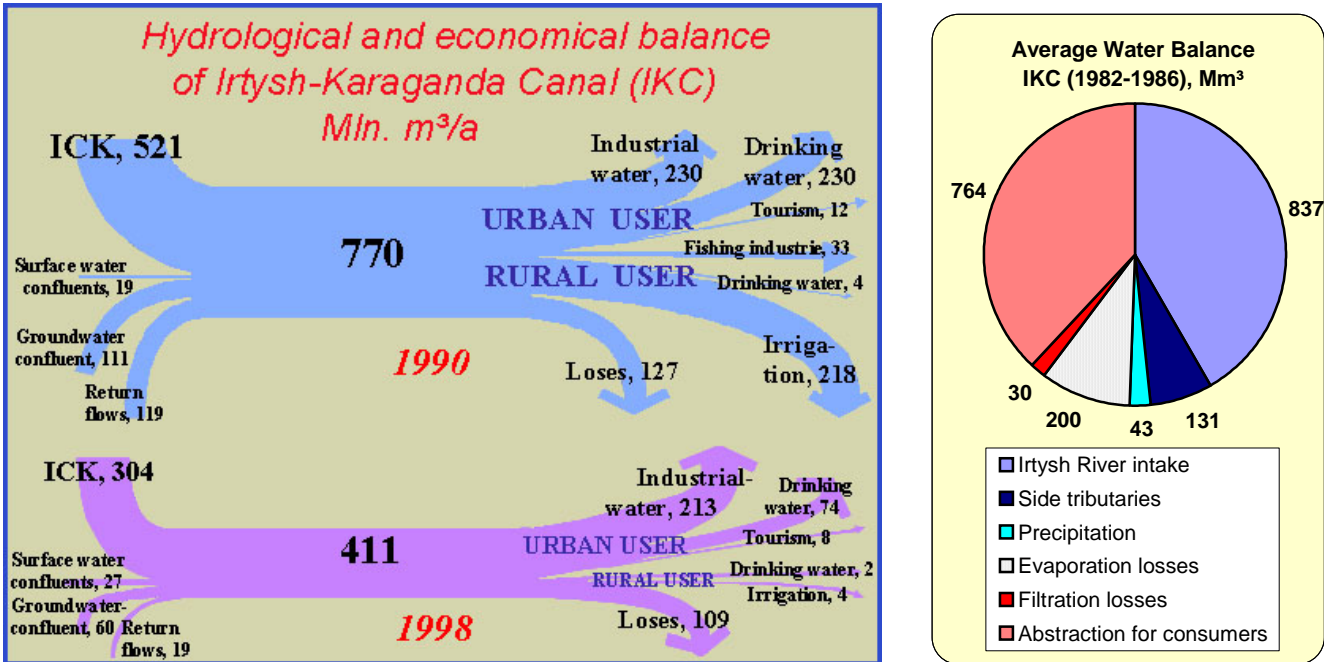 Hydrological and economical balance
of Irtysh-Karaganda Canal (IKC)
Mln. m³/a
ICK, 521
Surface water
confluents, 19
Groundwater
confluent, 111
Return
flows, 119
770
1990
Industrial
water, 230
Drinking
water, 230
Tourism, 12
URBAN USER
Fishing industrie, 33
RURAL USER
Drinking water, 4
Irriga-
tion, 218
Loses, 127
ICK, 304
Surface water
confluents, 27
Groundwater-
confluent, 60
Return
flows, 19
411
1998
Industrial-
water, 213
Drinking
water, 74
Tourism, 8
URBAN USER
RURAL USER
Drinking water, 2
Irrigation, 4
Loses, 109
Average Water Balance
IKC (1982-1986), Mm³
764
837
30
200
43
131
Irtysh River intake
Side tributaries
Precipitation
Evaporation losses
Filtration losses
Abstraction for consumers